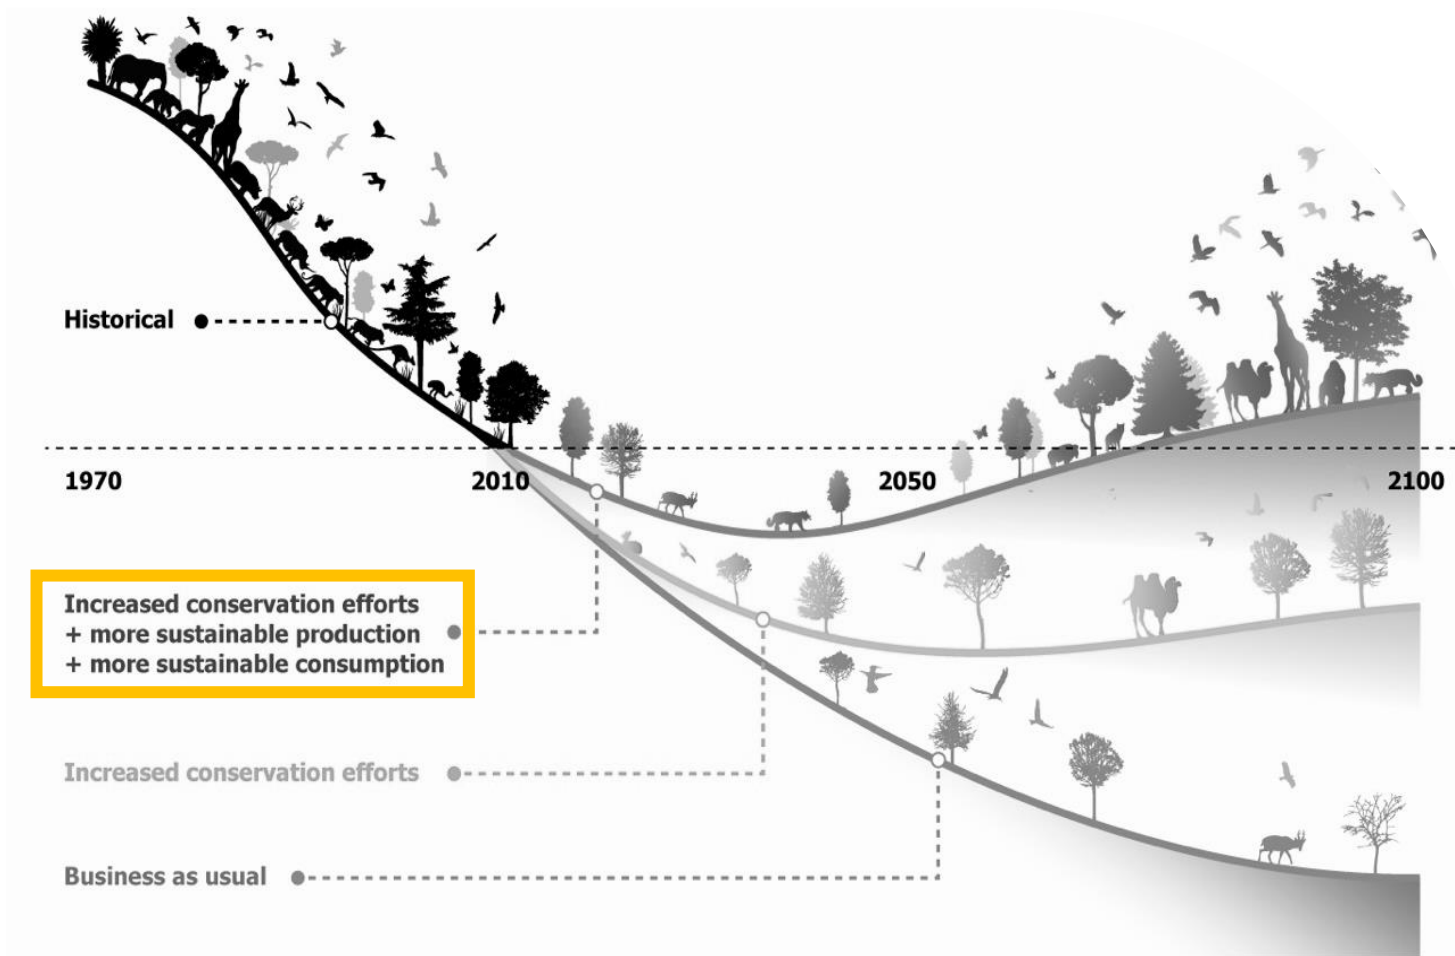 Historical
1970
2010
2050
2100
Increased conservation efforts
+ more sustainable production
+ more sustainable consumption
Increased conservation efforts
Business as usual